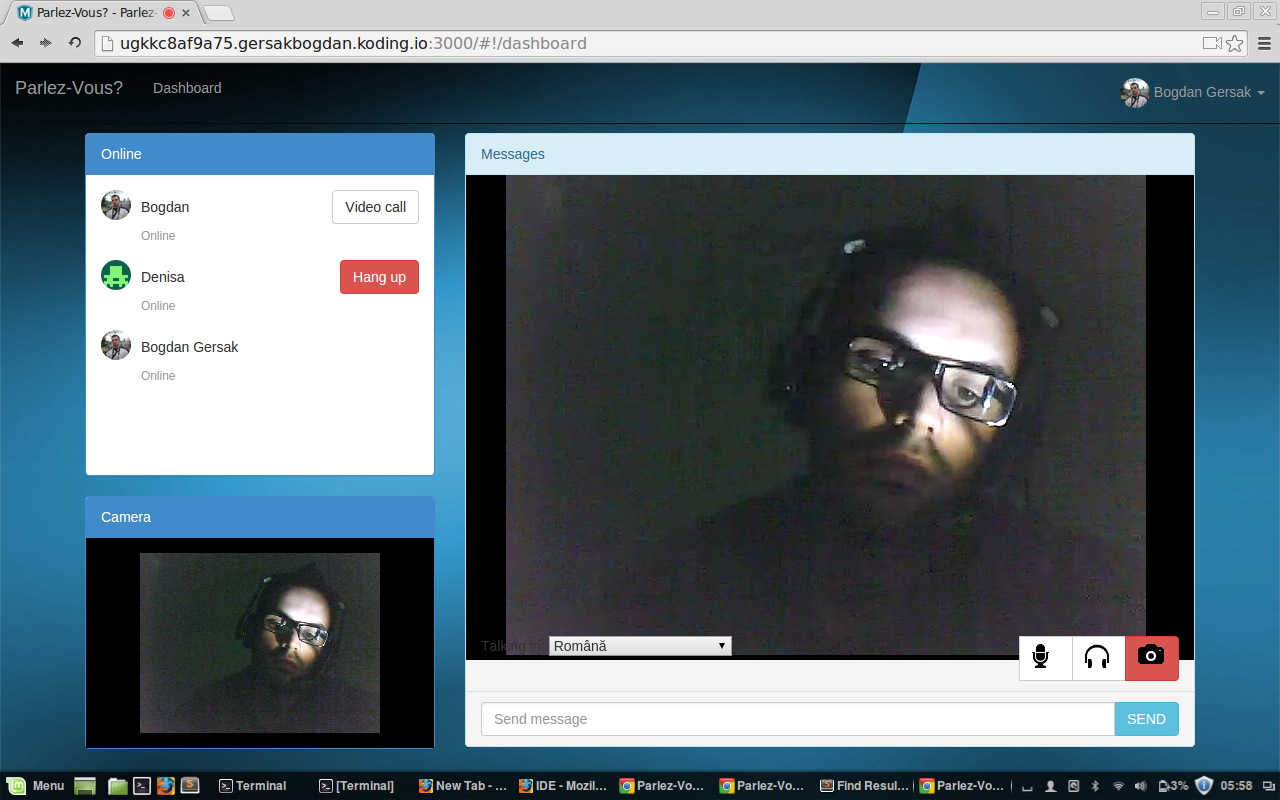 Parlez-Vous? - Parlez-
ugkkc8af9a75.gersakbogdan.koding.io:3000/#!/dashboard
Parlez-Vous? Dashboard Bogdan Gersak
Online
Bogdan Video call
Online
Denisa Hang up
Online
Bogdan Gersak
Online
Camera
Messages
Talking in: Română
Send message SEND
Menu Terminal [Terminal] New Tab - ... IDE - Mozil... Parlez-Vo... Parlez-Vo... Find Resul... Parlez-Vo... 3% 05:58